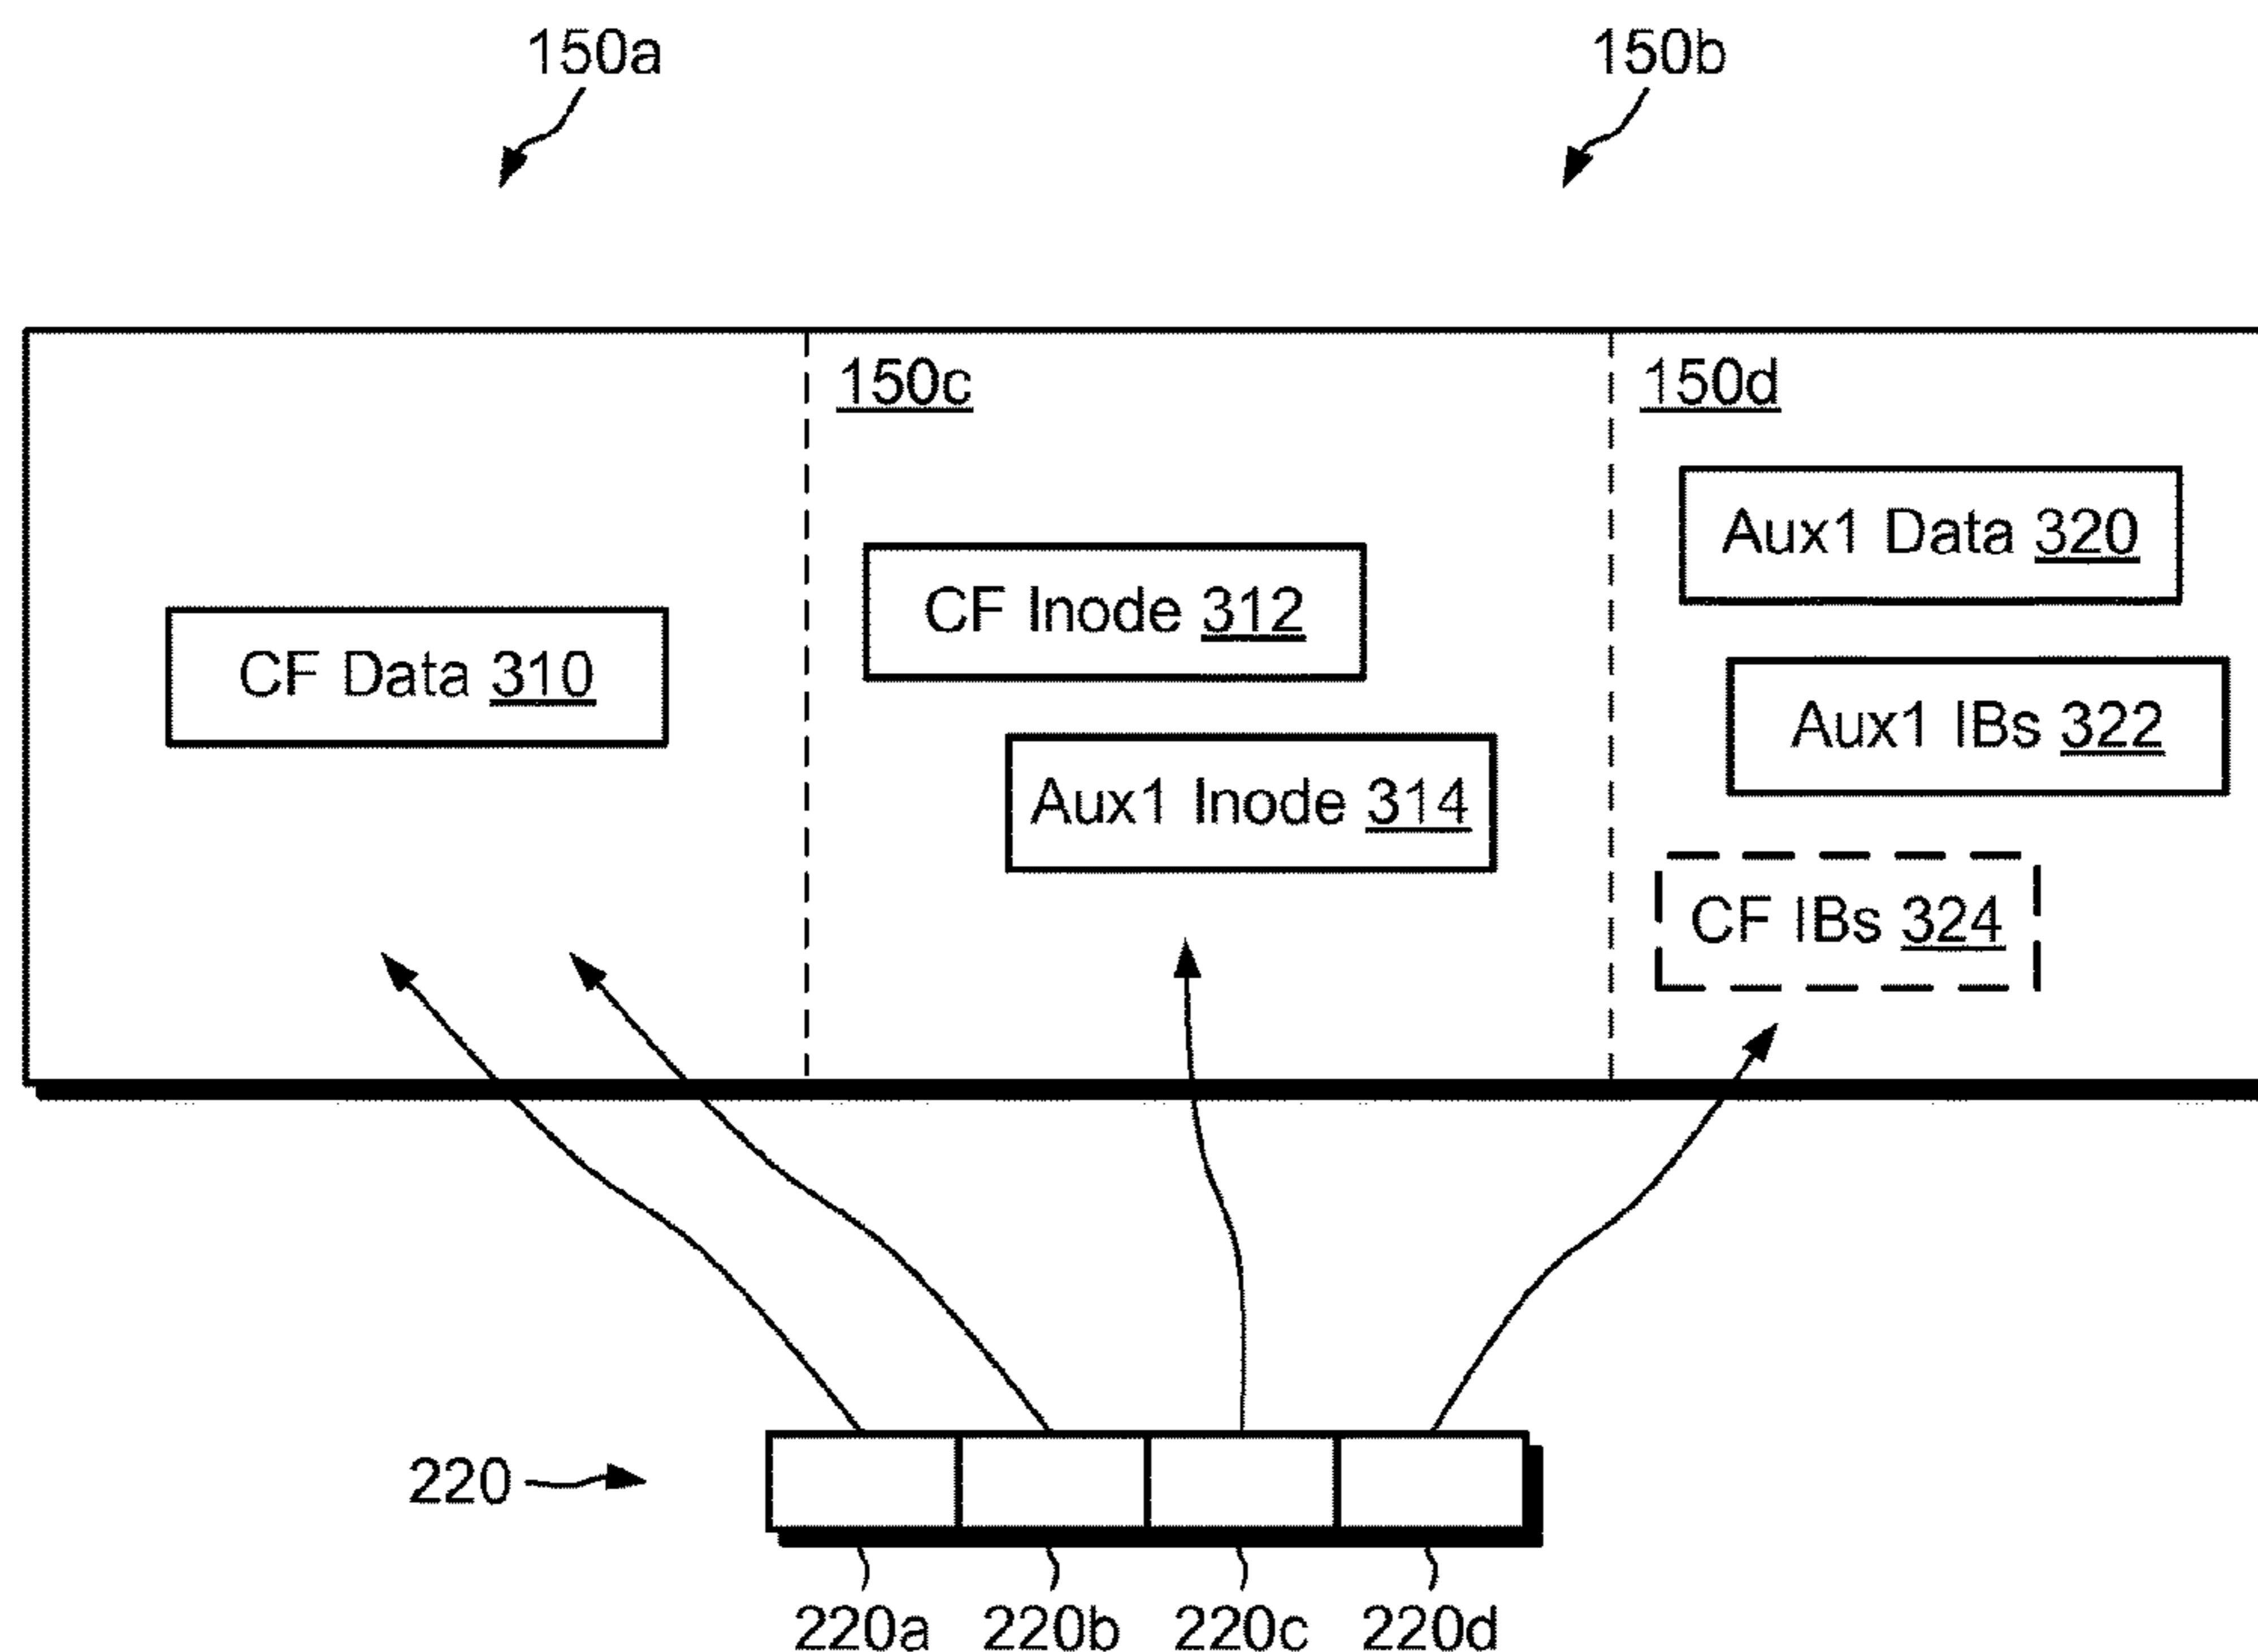 150a
150b
150c
150d
CF Data 310
CF Inode 312
Aux1 Inode 314
Aux1 Data 320
Aux1 IBs 322
CF IBs 324
220
220a 220b 220c 220d